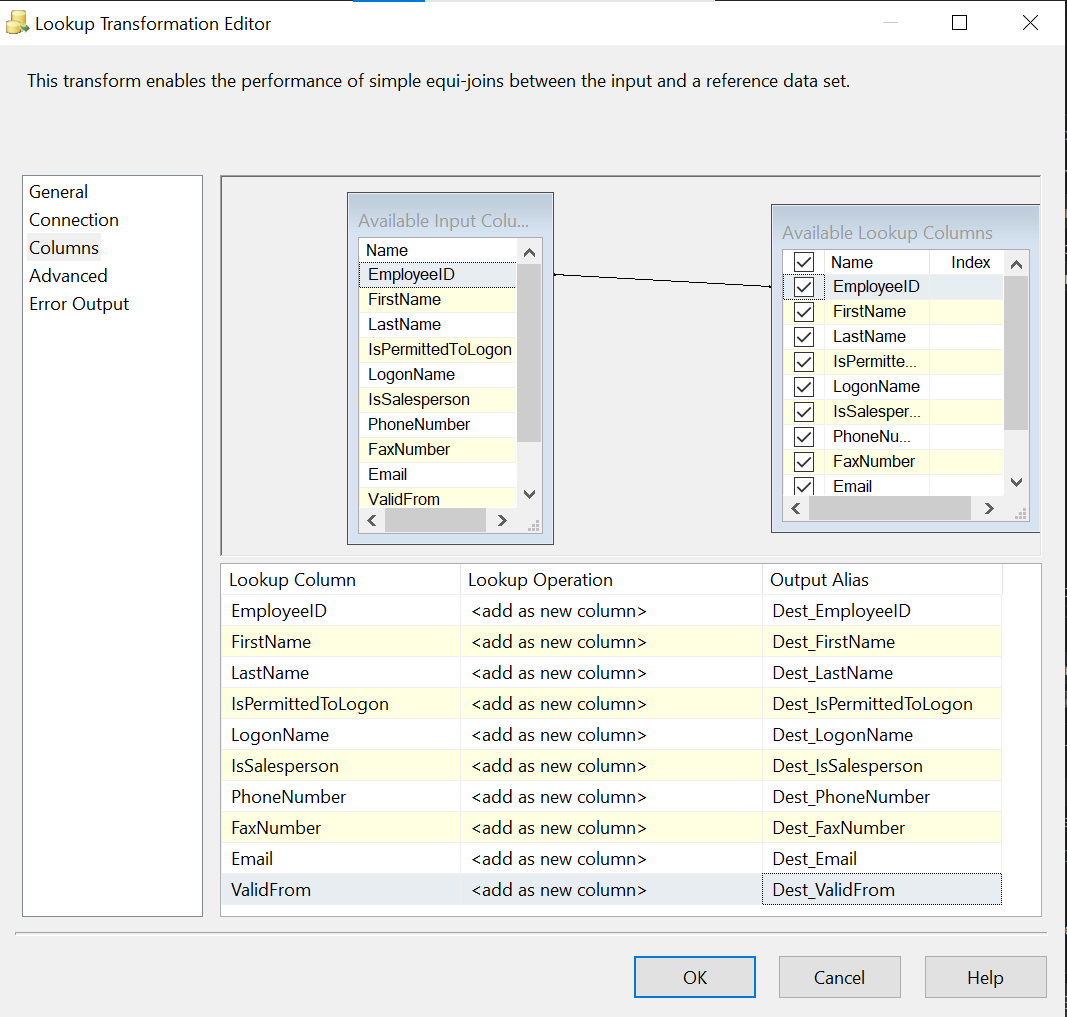 Lookup Transformation Editor
This transform enables the performance of simple equi-joins between the input and a reference data set.
General
Connection
Columns
Advanced
Error Output
Available Input Colu...
Name
EmployeeID
FirstName
LastName
IsPermittedToLogon
LogonName
IsSalesperson
PhoneNumber
FaxNumber
Email
ValidFrom
Available Lookup Columns
Name Index
EmployeeID
FirstName
LastName
IsPermitte...
LogonName
IsSalesper...
PhoneNu...
FaxNumber
Email
Lookup Column Lookup Operation Output Alias
EmployeeID <add as new column> Dest_EmployeeID
FirstName <add as new column> Dest_FirstName
LastName <add as new column> Dest_LastName
IsPermittedToLogon <add as new column> Dest_IsPermittedToLogon
LogonName <add as new column> Dest_LogonName
IsSalesperson <add as new column> Dest_IsSalesperson
PhoneNumber <add as new column> Dest_PhoneNumber
FaxNumber <add as new column> Dest_FaxNumber
Email <add as new column> Dest_Email
ValidFrom <add as new column> Dest_ValidFrom
OK Cancel Help